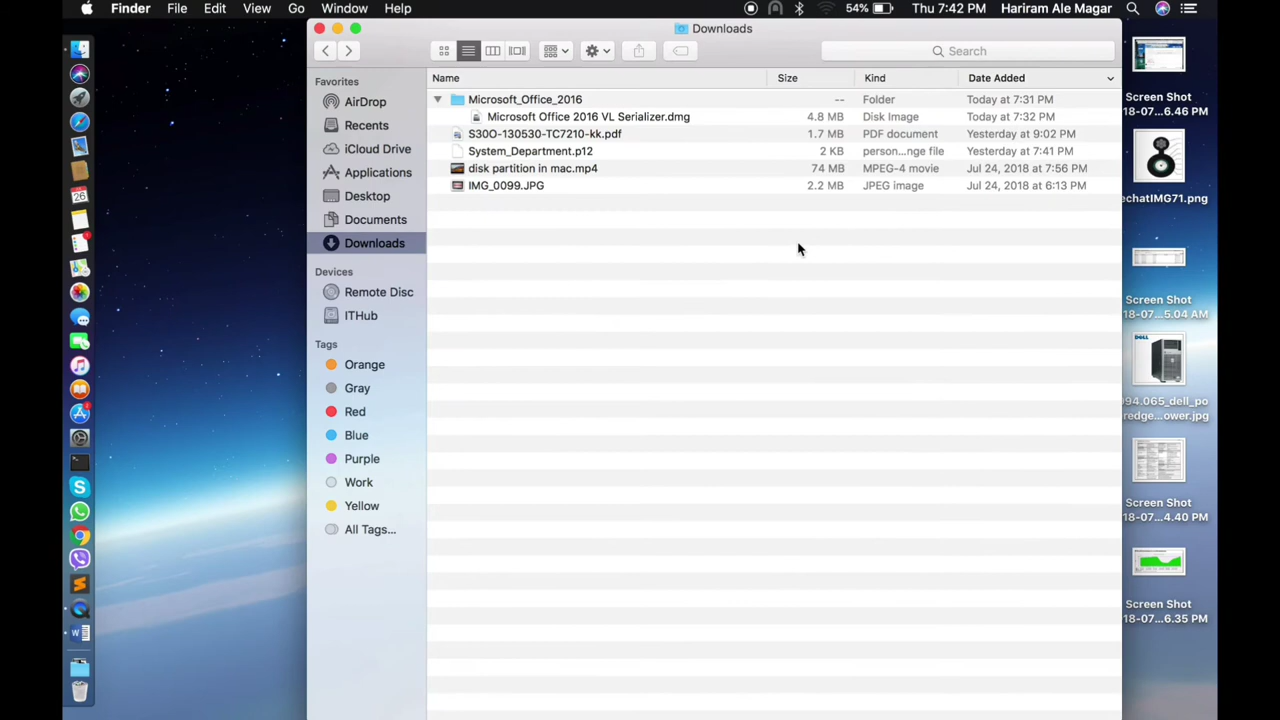 Finder File Edit View Go Window Help 54% Thu 7:42 PM Hariram Ale Magar
Downloads
Search
Favorites
AirDrop
Recents
iCloud Drive
Applications
Desktop
Documents
Downloads
Devices
Remote Disc
ITHub
Tags
Orange
Gray
Red
Blue
Purple
Work
Yellow
All Tags...
Name Size Kind Date Added
Microsoft_Office_2016 -- Folder Today at 7:31 PM
icrosoft Office 2016 VL Serializer.dmg 4.8 MB Disk Image Today at 7:32 PM
S30O-130530-TC7210-kk.pdf 1.7 MB PDF document Yesterday at 9:02 PM
System_Department.p12 2 KB person...nge file Yesterday at 7:41 PM
disk partition in mac.mp4 74 MB MPEG-4 movie Jul 24, 2018 at 7:56 PM
IMG_0099.JPG 2.2 MB JPEG image Jul 24, 2018 at 6:13 PM
Screen Shot
18-07...6.46 PM
echatIMG71.png
Screen Shot
18-07...5.04 AM
DELL
094.065_dell_po
redge...ower.jpg
Screen Shot
18-07...4.40 PM
Screen Shot
18-07...6.35 PM
26
W